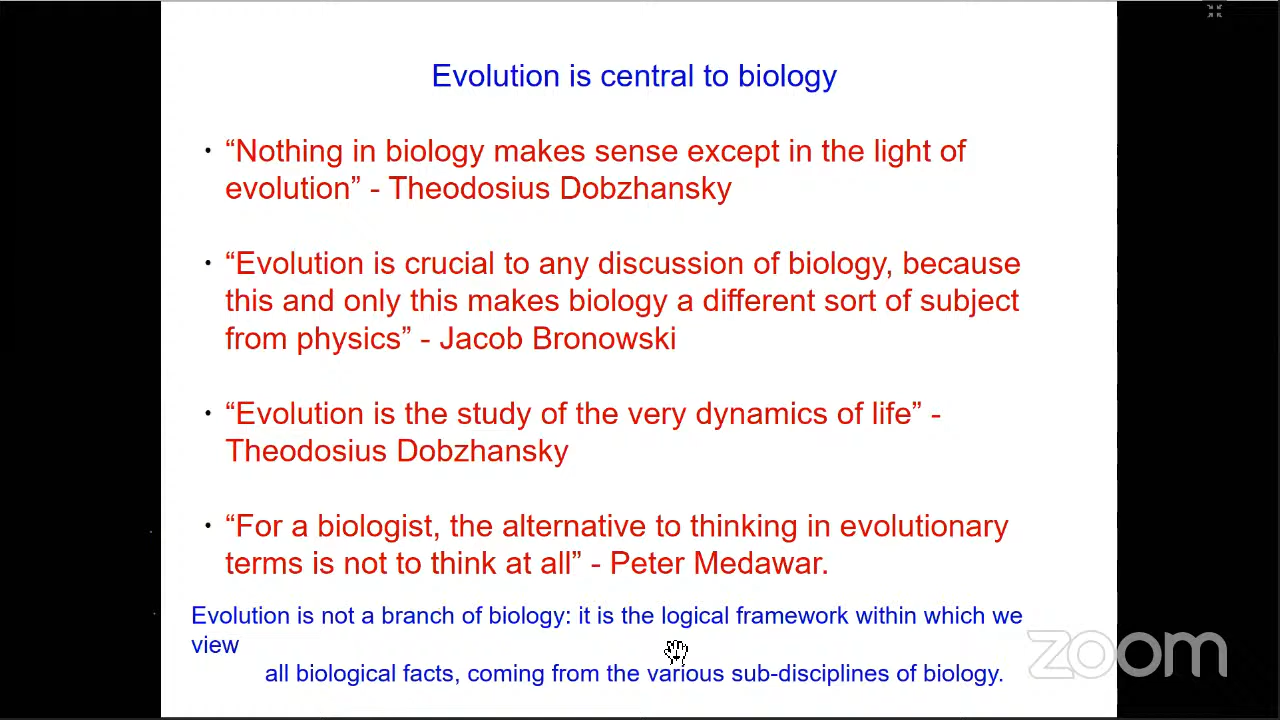 Evolution is central to biology
• “Nothing in biology makes sense except in the light of
evolution” - Theodosius Dobzhansky
• “Evolution is crucial to any discussion of biology, because
this and only this makes biology a different sort of subject
from physics” - Jacob Bronowski
• “Evolution is the study of the very dynamics of life” -
Theodosius Dobzhansky
• “For a biologist, the alternative to thinking in evolutionary
terms is not to think at all” - Peter Medawar.
Evolution is not a branch of biology: it is the logical framework within which we
view
all biological facts, coming from the various sub-disciplines of biology.
zoom